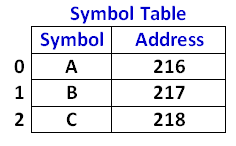 Symbol Table
Symbol Address
0 A 216
1 B 217
2 C 218